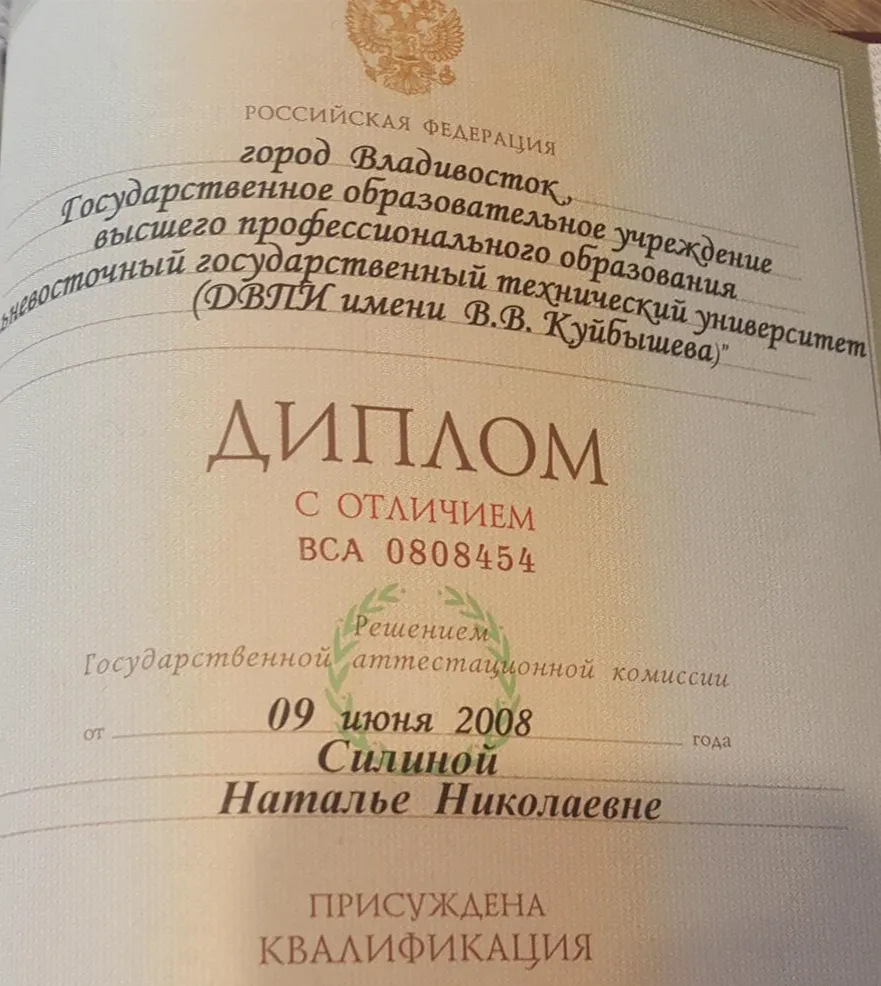 РОССИЙСКАЯ ФЕДЕРАЦИЯ
город Владивосток,
Государственное образовательное учреждение
высшего профессионального образования
ьневосточный государственный технический университет
(ДВПИ имени В.В. Куйбышева)"
ДИПЛОМ
С ОТЛИЧИЕМ
ВСА 0808454
Решением
Государственной аттестационной комиссии
от 09 июня 2008 года
Силиной
Наталье Николаевне
ПРИСУЖДЕНА
КВАЛИФИКАЦИЯ